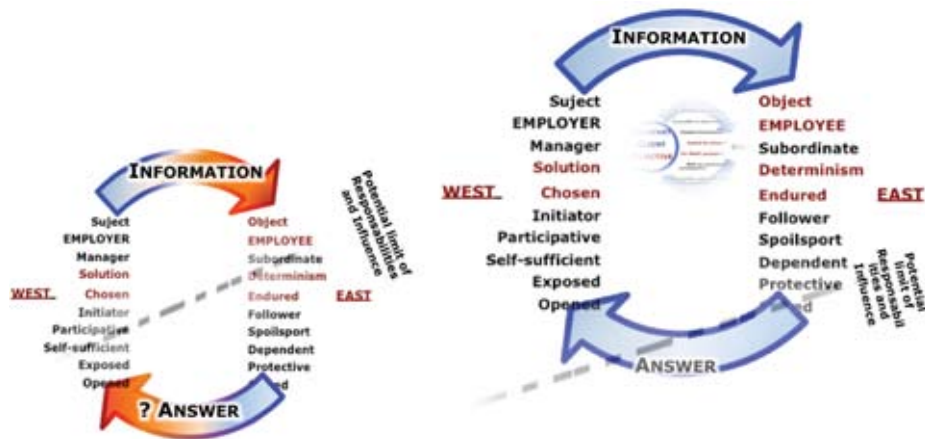 INFORMATION
Suject
EMPLOYER
Manager
Solution
Chosen
Initiator
Participative
Self-sufficient
Exposed
Opened
WEST
Object
EMPLOYEE
Subordinate
Determinism
Endured
Follower
Spoilsport
Dependent
Protective
EAST
Potential limit of
Responsabilities
and Influence
? ANSWER
INFORMATION
Suject
EMPLOYER
Manager
Solution
Chosen
Initiator
Participative
Self-sufficient
Exposed
Opened
WEST
Object
EMPLOYEE
Subordinate
Determinism
Endured
Follower
Spoilsport
Dependent
Protective
EAST
Potential
limit of
Responsabil
ities and
Influence
ANSWER